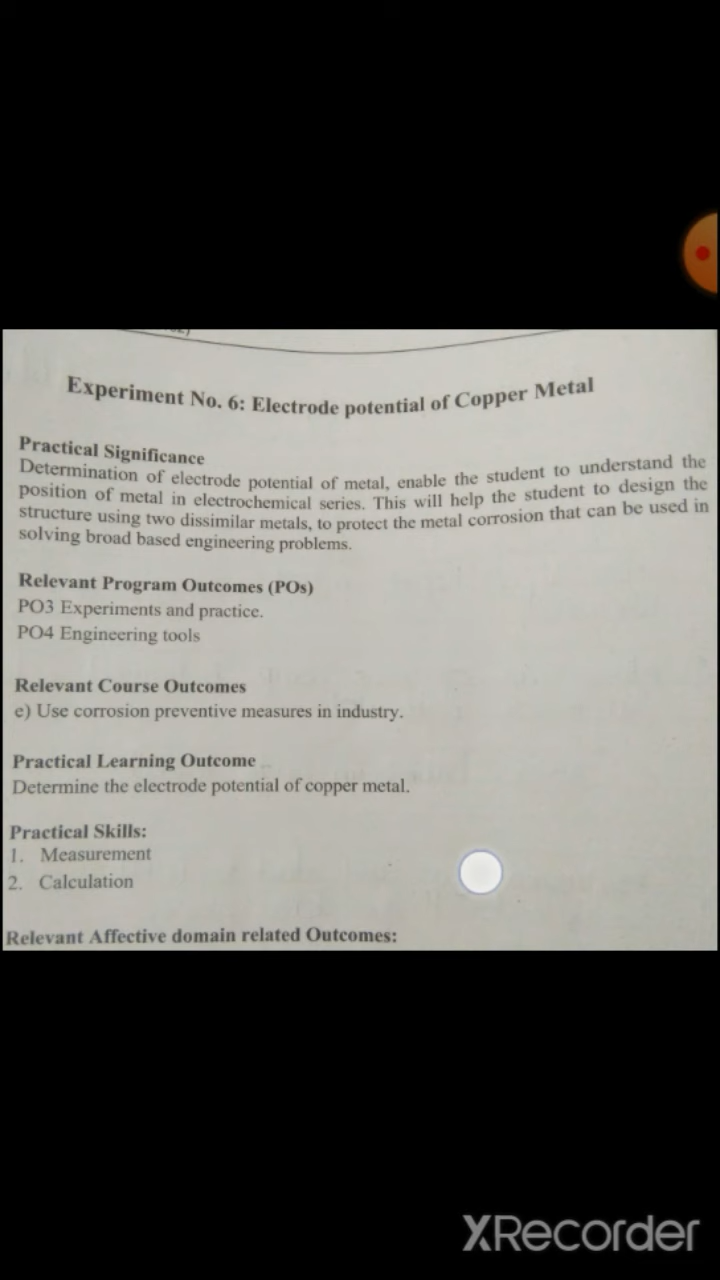 Experiment No. 6: Electrode potential of Copper Metal
Practical Significance
Determination of electrode potential of metal, enable the student to understand the
position of metal in electrochemical series. This will help the student to design the
structure using two dissimilar metals, to protect the metal corrosion that can be used in
solving broad based engineering problems.
Relevant Program Outcomes (POs)
PO3 Experiments and practice.
PO4 Engineering tools
Relevant Course Outcomes
e) Use corrosion preventive measures in industry.
Practical Learning Outcome
Determine the electrode potential of copper metal.
Practical Skills:
1. Measurement
2. Calculation
Relevant Affective domain related Outcomes:
XRecorder